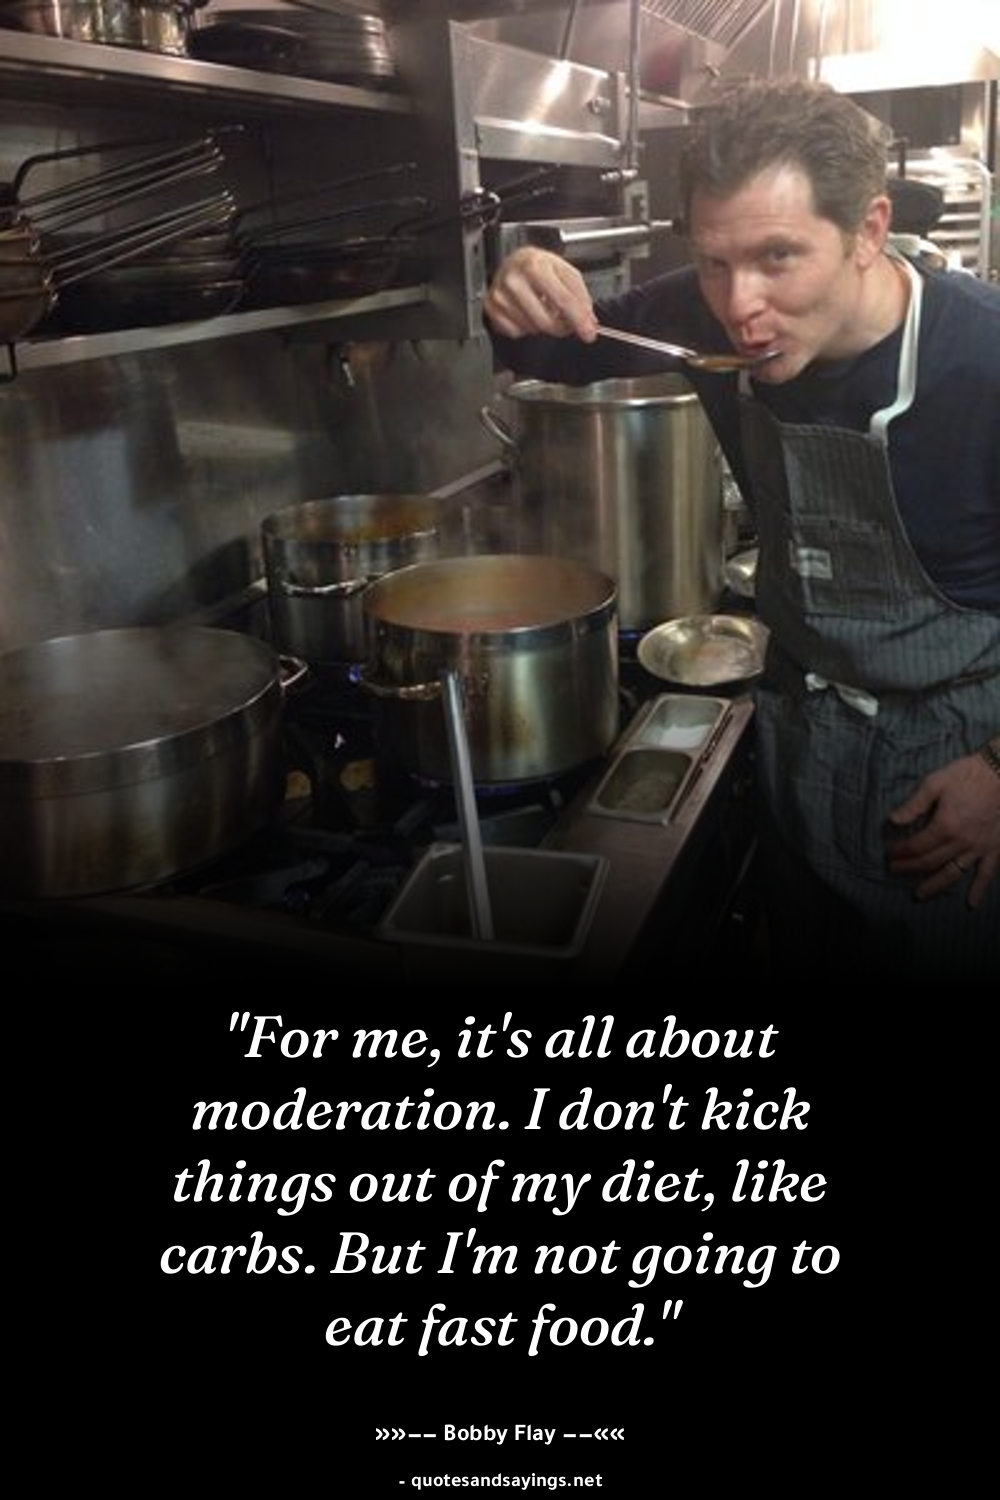 "For me, it's all about
moderation. I don't kick
things out of my diet, like
carbs. But I'm not going to
eat fast food."
»»−− Bobby Flay −−««
- quotesandsayings.net